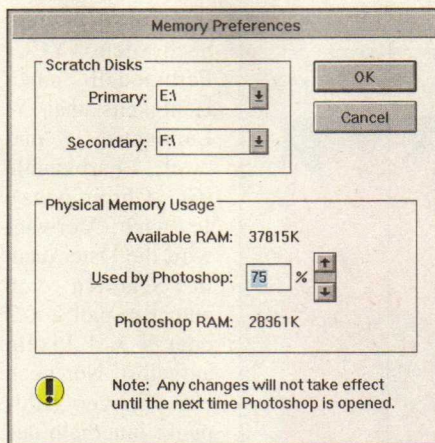 Memory Preferences
Scratch Disks
Primary: E:\
Secondary: F:\
OK
Cancel
Physical Memory Usage
Available RAM: 37815K
Used by Photoshop: 75 %
Photoshop RAM: 28361K
Note: Any changes will not take effect
until the next time Photoshop is opened.